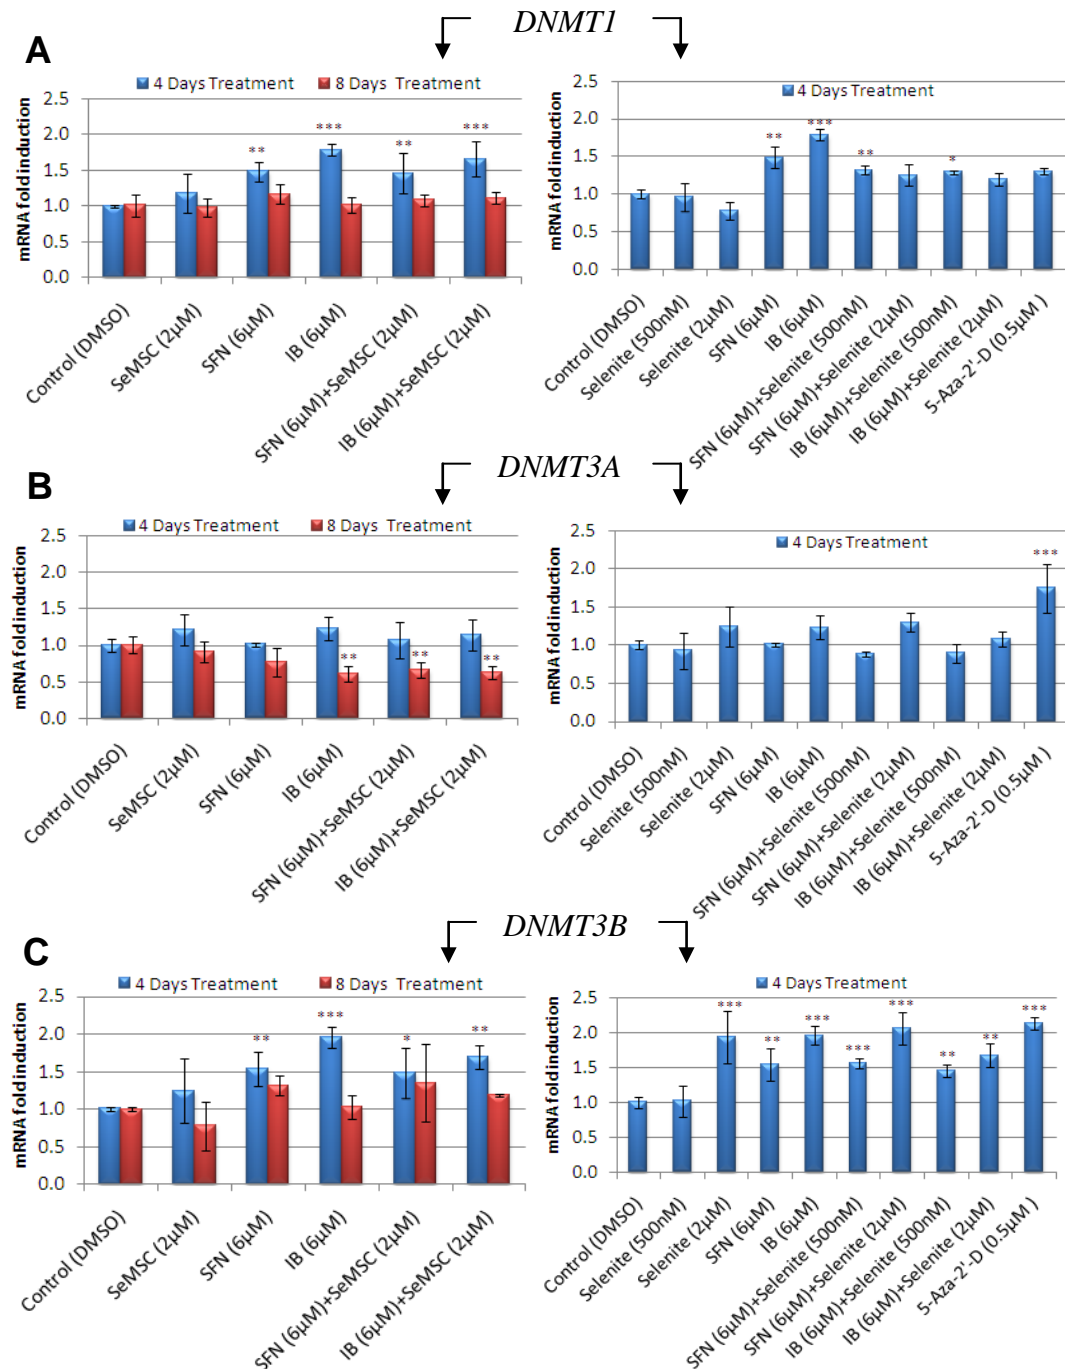 DNMT1
A
4 Days Treatment 8 Days Treatment
mRNA fold induction
2.5
2.0
1.5
1.0
0.5
0.0
** *** ** ***
Control (DMSO)
SeMSC (2µM)
SFN (6µM)
IB (6µM)
SFN (6µM)+SeMSC (2µM)
IB (6µM)+SeMSC (2µM)
4 Days Treatment
mRNA fold induction
2.5
2.0
1.5
1.0
0.5
0.0
** *** ** *
Control (DMSO)
Selenite (500nM)
Selenite (2µM)
SFN (6µM)
IB (6µM)
SFN (6µM)+Selenite (500nM)
SFN (6µM)+Selenite (2µM)
IB (6µM)+Selenite (500nM)
IB (6µM)+Selenite (2µM)
5-Aza-2'-D (0.5µM )
DNMT3A
B
4 Days Treatment 8 Days Treatment
mRNA fold induction
2.5
2.0
1.5
1.0
0.5
0.0
** ** **
Control (DMSO)
SeMSC (2µM)
SFN (6µM)
IB (6µM)
SFN (6µM)+SeMSC (2µM)
IB (6µM)+SeMSC (2µM)
4 Days Treatment
mRNA fold induction
2.5
2.0
1.5
1.0
0.5
0.0
***
Control (DMSO)
Selenite (500nM)
Selenite (2µM)
SFN (6µM)
IB (6µM)
SFN (6µM)+Selenite (500nM)
SFN (6µM)+Selenite (2µM)
IB (6µM)+Selenite (500nM)
IB (6µM)+Selenite (2µM)
5-Aza-2'-D (0.5µM )
DNMT3B
C
4 Days Treatment 8 Days Treatment
mRNA fold induction
2.5
2.0
1.5
1.0
0.5
0.0
** *** * **
Control (DMSO)
SeMSC (2µM)
SFN (6µM)
IB (6µM)
SFN (6µM)+SeMSC (2µM)
IB (6µM)+SeMSC (2µM)
4 Days Treatment
mRNA fold induction
2.5
2.0
1.5
1.0
0.5
0.0
*** ** *** *** *** ** ** ***
Control (DMSO)
Selenite (500nM)
Selenite (2µM)
SFN (6µM)
IB (6µM)
SFN (6µM)+Selenite (500nM)
SFN (6µM)+Selenite (2µM)
IB (6µM)+Selenite (500nM)
IB (6µM)+Selenite (2µM)
5-Aza-2'-D (0.5µM )